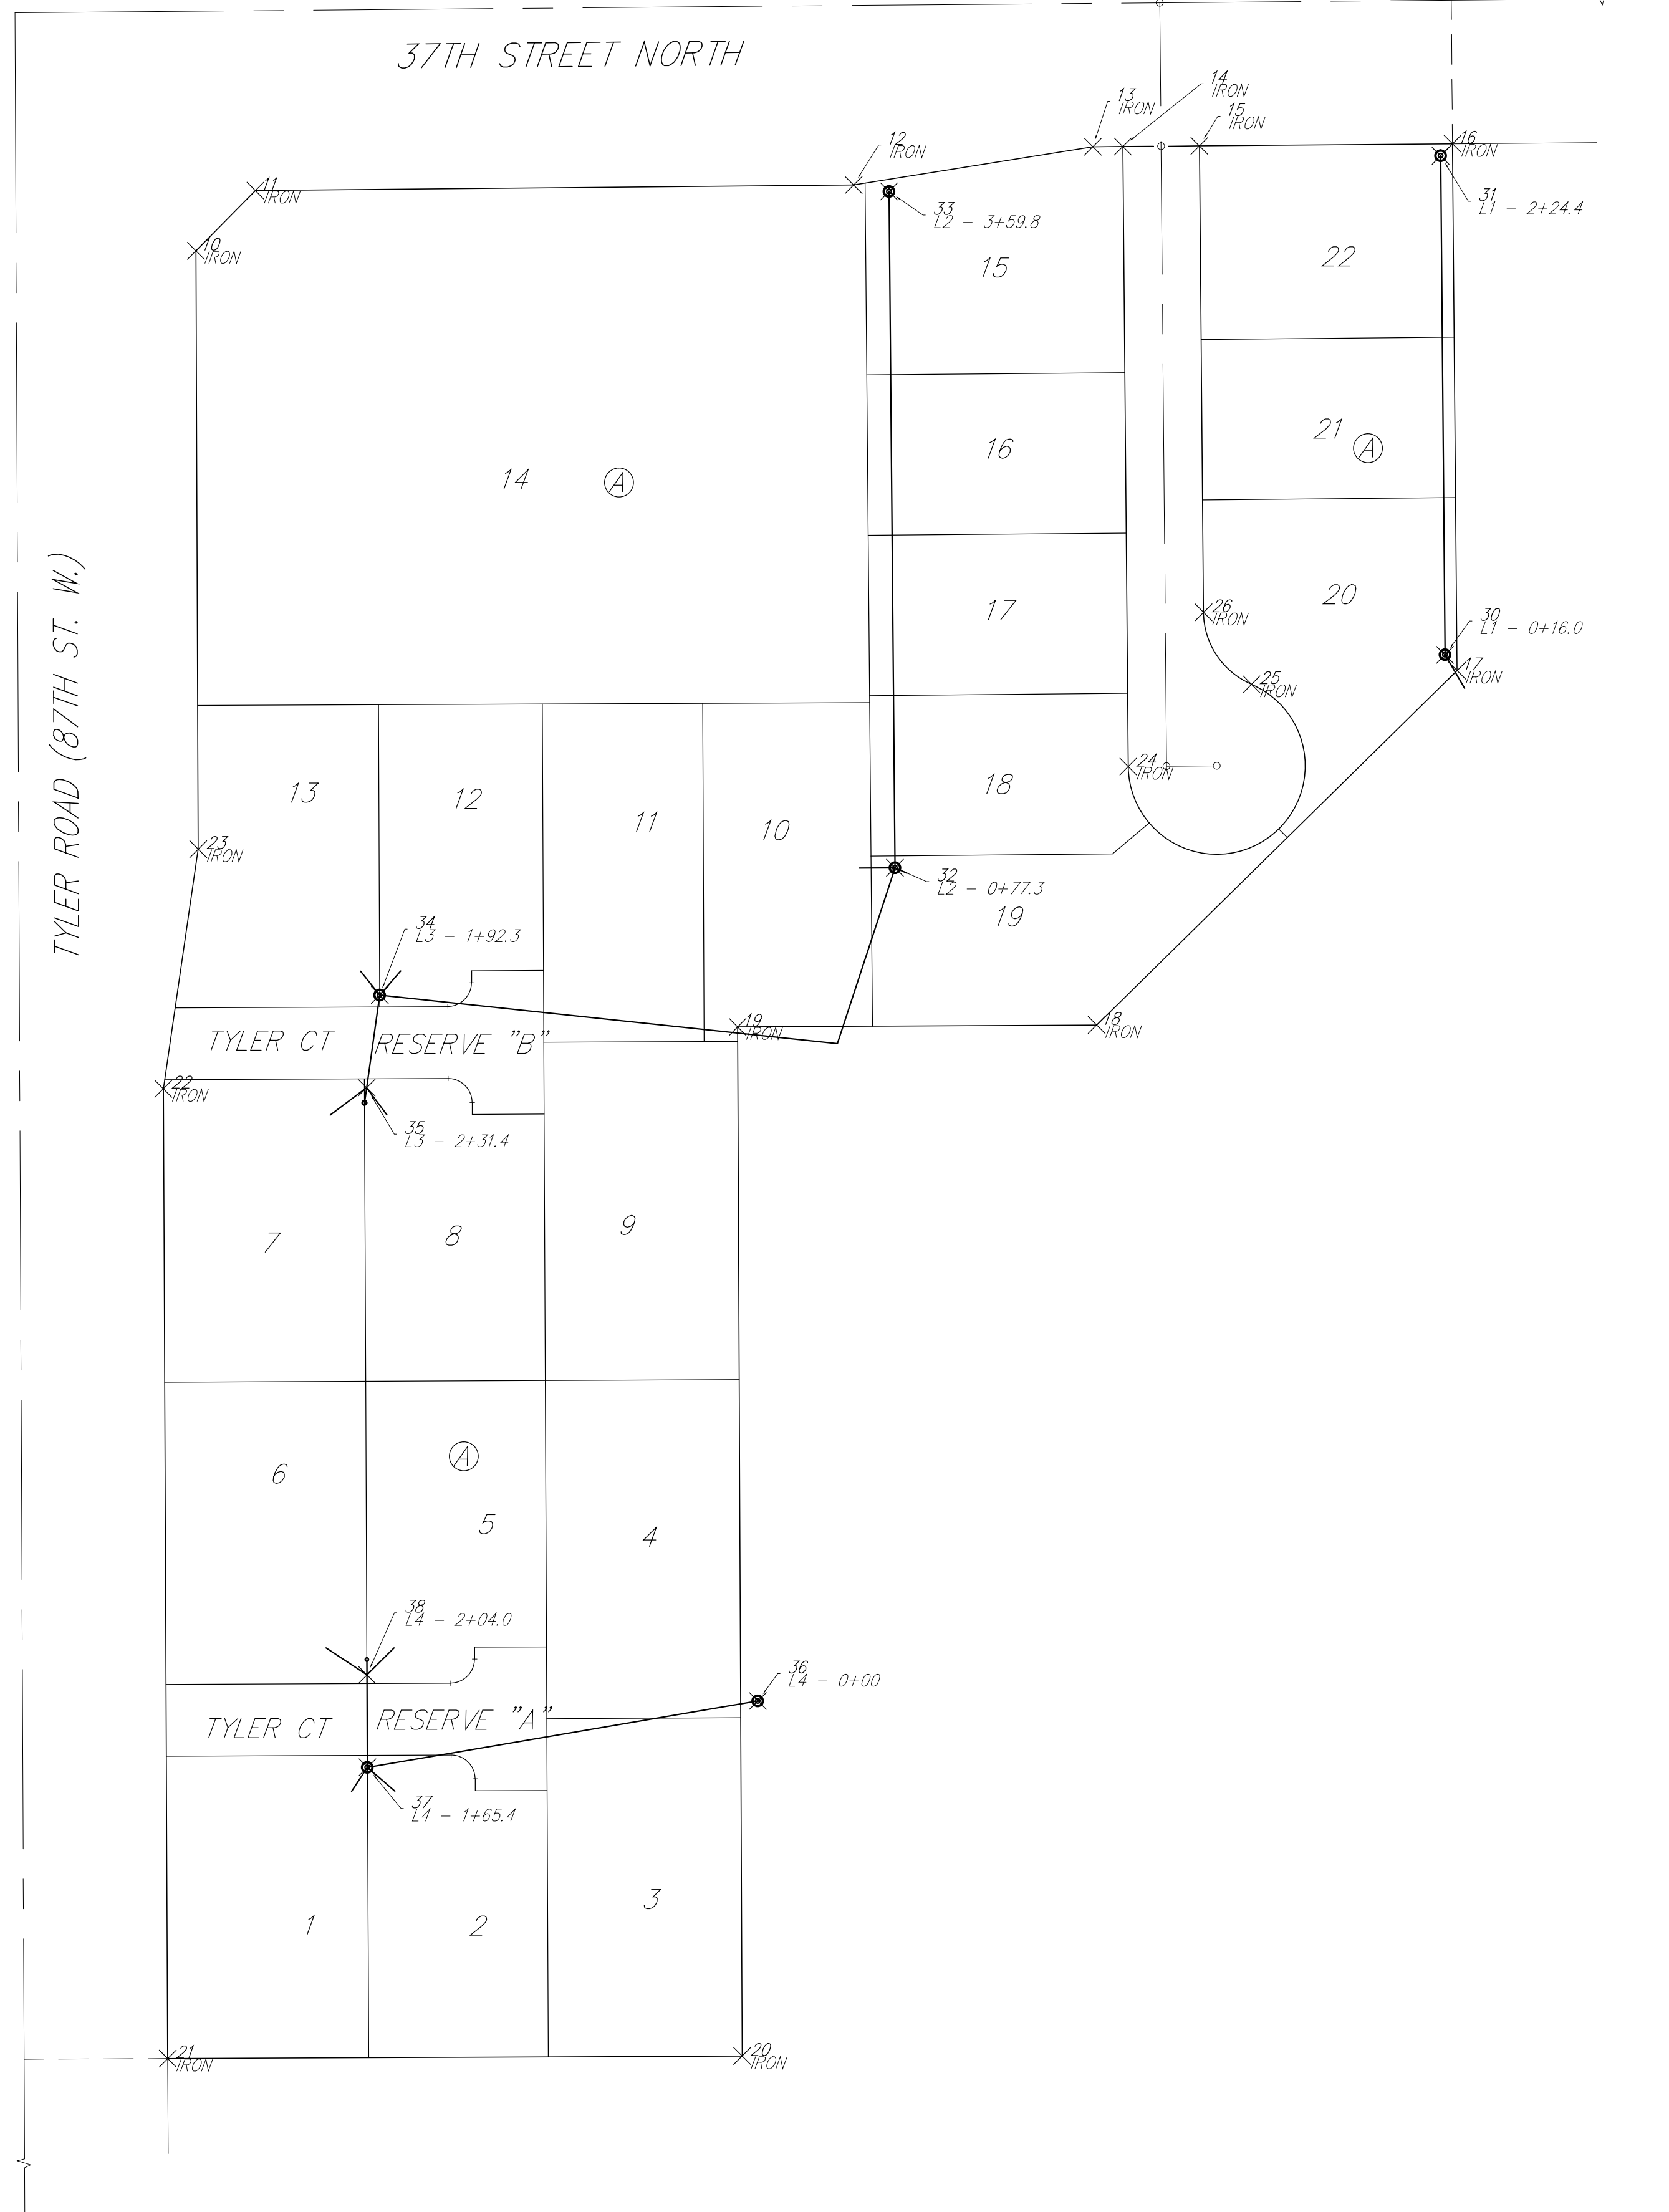 37TH STREET NORTH
14
IRON
13
IRON
15
IRON
12
IRON
16
IRON
11
IRON
31
L1 - 2+24.4
33
L2 - 3+59.8
10
IRON
15
22
21
A
16
14
A
TYLER ROAD (87TH ST. W.)
17
20
26
IRON
30
L1 - 0+16.0
17
IRON
25
IRON
24
IRON
18
13
12
11
10
23
IRON
32
L2 - 0+77.3
19
34
L3 - 1+92.3
19
IRON
18
IRON
TYLER CT
RESERVE "B"
22
IRON
35
L3 - 2+31.4
7
8
9
A
6
5
4
38
L4 - 2+04.0
36
L4 - 0+00
TYLER CT
RESERVE "A"
37
L4 - 1+65.4
3
1
2
21
IRON
20
IRON